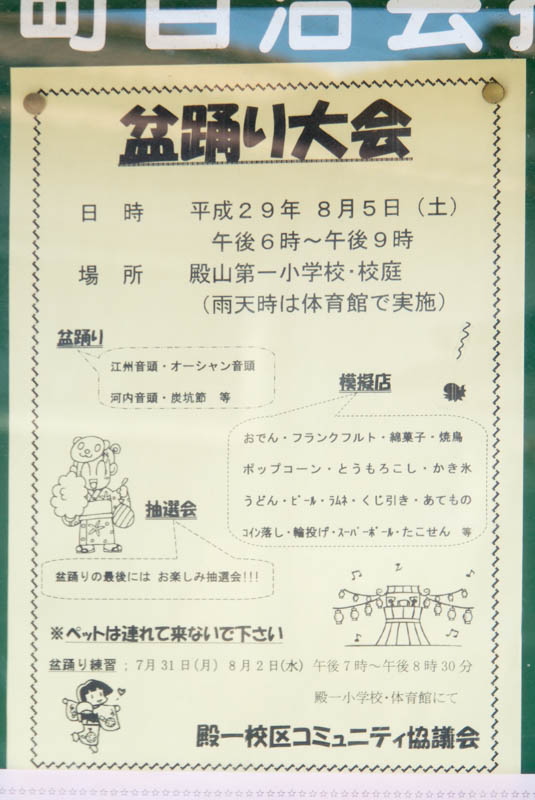 町自治会
盆踊り大会
日 時 平成29年 8月5日(土)
午後6時~午後9時
場 所 殿山第一小学校・校庭
(雨天時は体育館で実施)
盆踊り
江州音頭・オーシャン音頭
河内音頭・炭坑節 等
模擬店
おでん・フランクフルト・綿菓子・焼鳥
ポップコーン・とうもろこし・かき氷
うどん・ビール・ラムネ・くじ引き・あてもの
コイン落し・輪投げ・スーパーボール・たこせん 等
抽選会
盆踊りの最後には お楽しみ抽選会!!!
※ペットは連れて来ないで下さい
盆踊り練習 ; 7月31日(月) 8月2日(水) 午後7時~午後8時30分
殿一小学校・体育館にて
殿一校区コミュニティ協議会